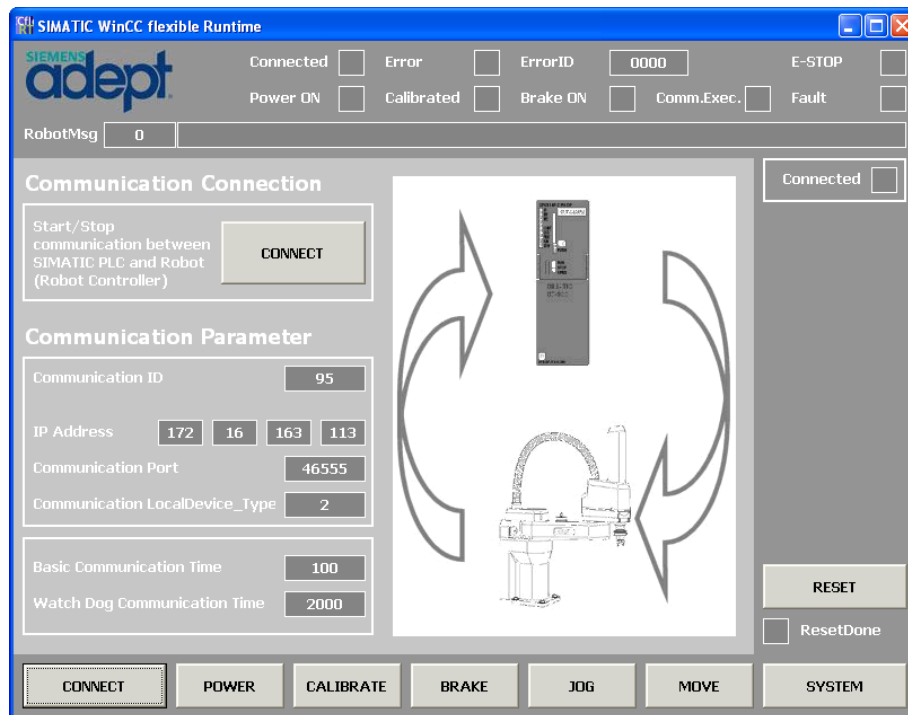 SIMATIC WinCC flexible Runtime
SIEMENS
adept
Connected Error ErrorID 0000 E-STOP
Power ON Calibrated Brake ON Comm.Exec. Fault
RobotMsg 0
Communication Connection
Connected
Start/Stop
communication between
SIMATIC PLC and Robot
(Robot Controller)
CONNECT
Communication Parameter
Communication ID 95
IP Address 172 16 163 113
Communication Port 46555
Communication LocalDevice_Type 2
Basic Communication Time 100
Watch Dog Communication Time 2000
RESET
ResetDone
CONNECT POWER CALIBRATE BRAKE JOG MOVE SYSTEM